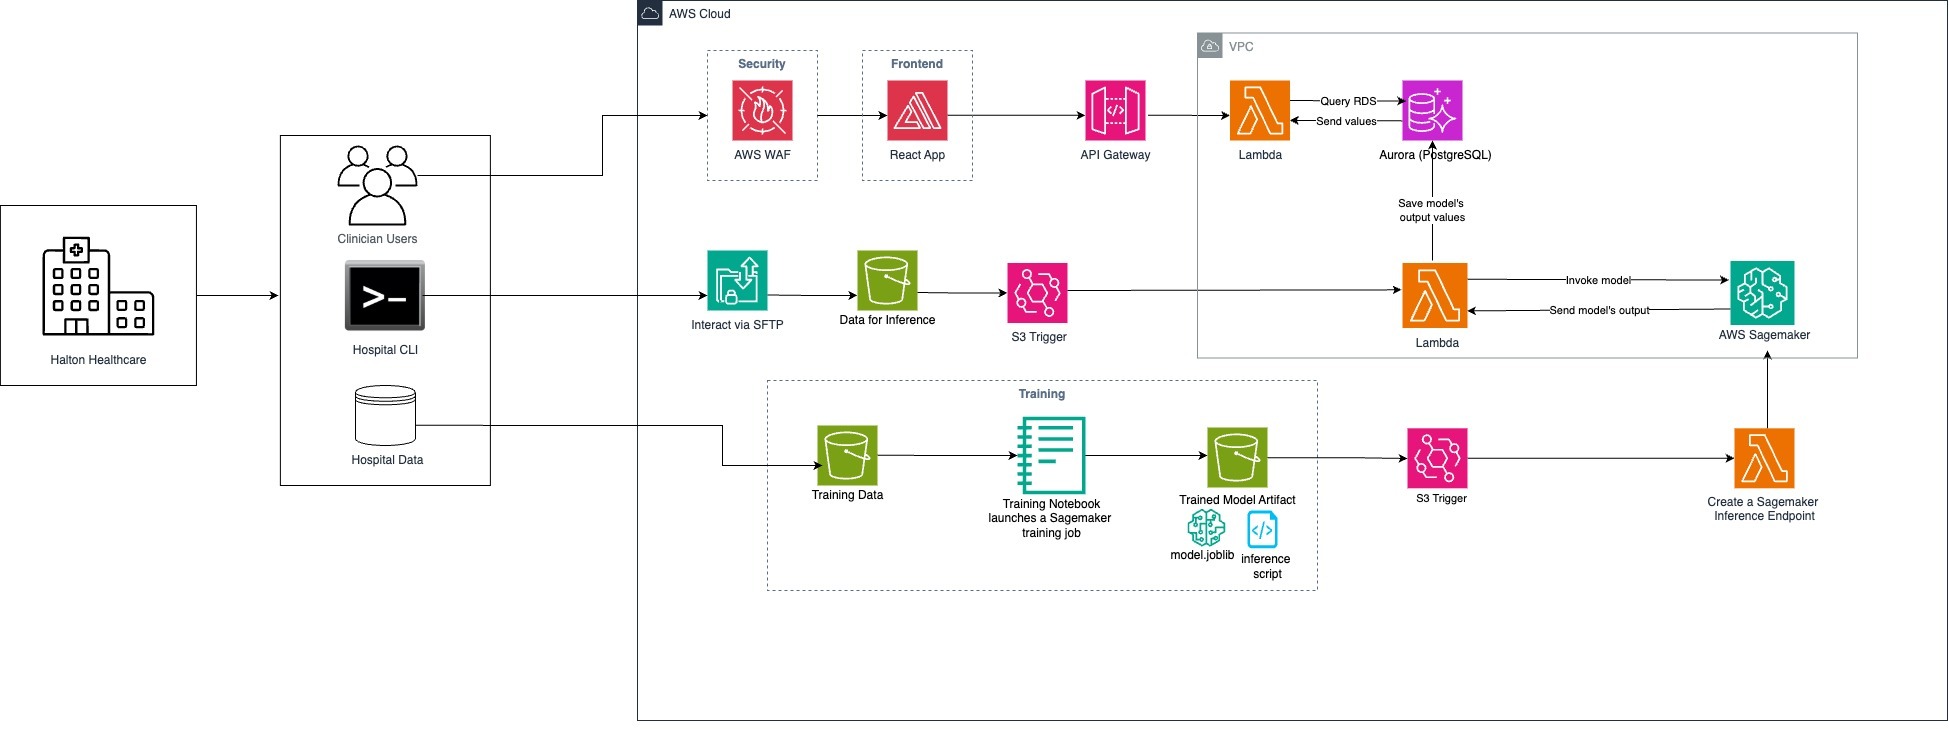 AWS Cloud
VPC
Security
Frontend
AWS WAF
React App
API Gateway
Lambda
Query RDS
Send values
Aurora (PostgreSQL)
Save model's
output values
Clinician Users
Halton Healthcare
Hospital CLI
Interact via SFTP
Data for Inference
S3 Trigger
Lambda
Invoke model
Send model's output
AWS Sagemaker
Hospital Data
Training
Training Data
Training Notebook
launches a Sagemaker
training job
Trained Model Artifact
model.joblib
inference
script
S3 Trigger
Create a Sagemaker
Inference Endpoint